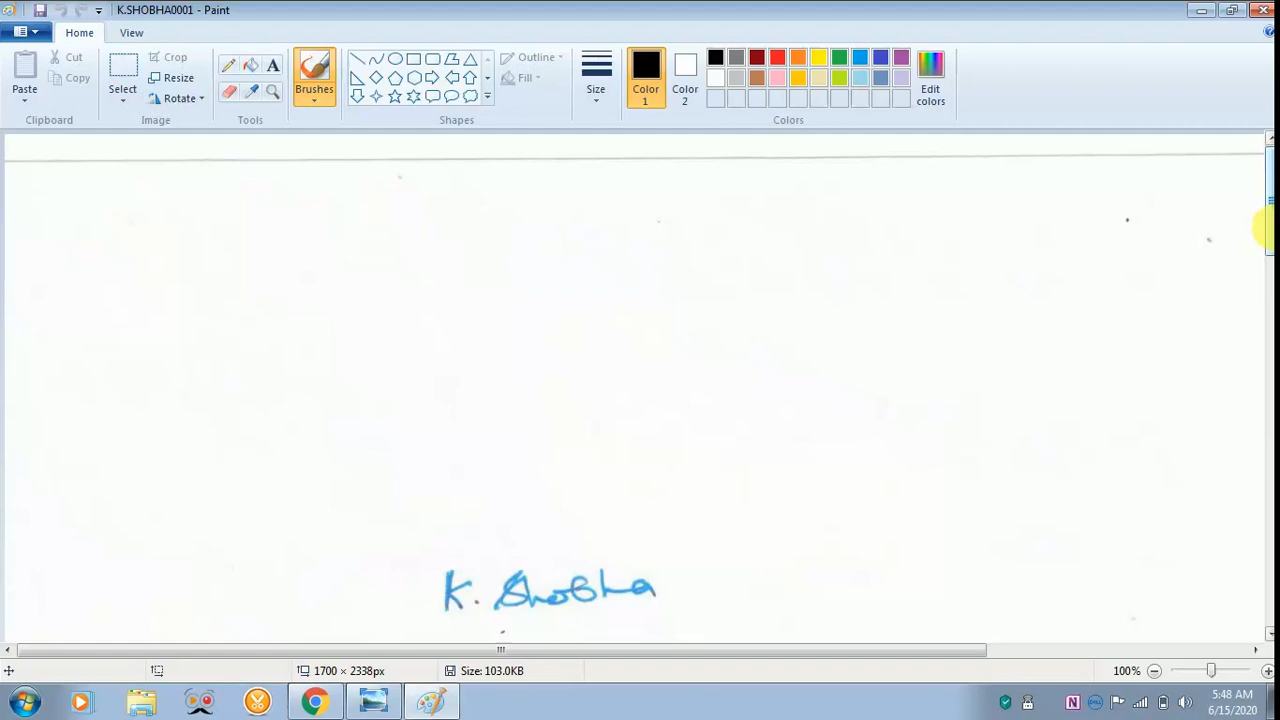 K.SHOBHA0001 - Paint
Home View
Paste
Cut
Copy
Clipboard
Select
Crop
Resize
Rotate
Image
A
Tools
Brushes
Outline
Fill
Shapes
Size
Color 1
Color 2
Edit colors
Colors
K. Shobha
1700 × 2338px
Size: 103.0KB
100%
5:48 AM
6/15/2020